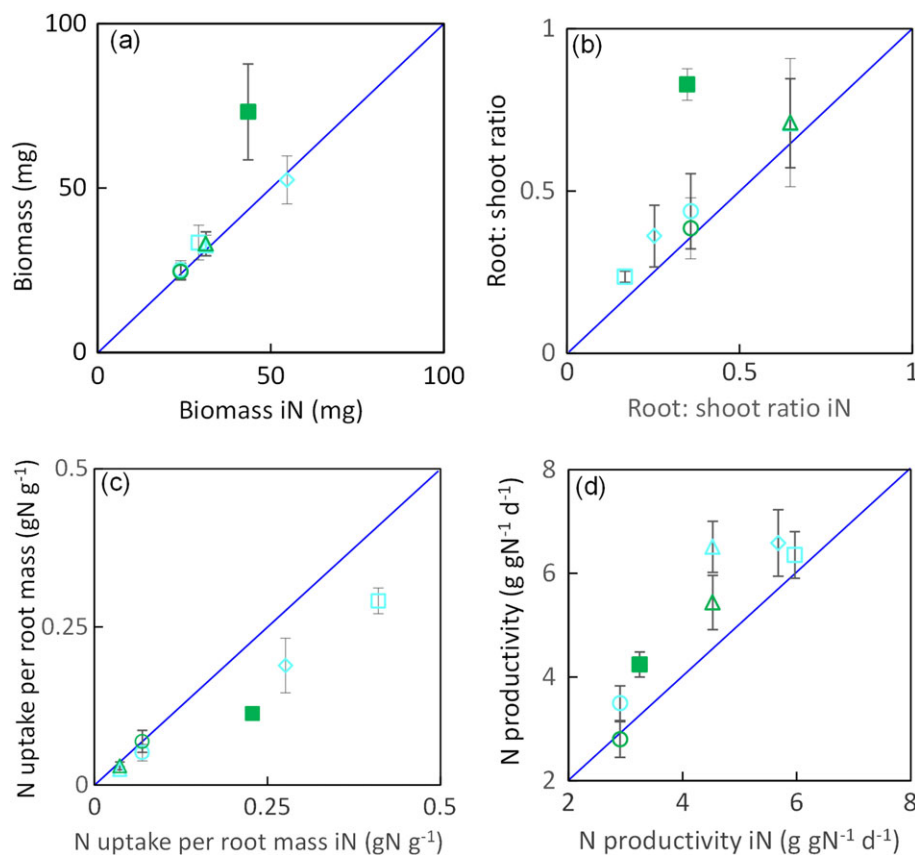 (a)
100
50
0
0
50
100
Biomass (mg)
Biomass iN (mg)
(b)
1
0.5
0
0
0.5
1
Root: shoot ratio
Root: shoot ratio iN
(c)
0.5
0.25
0
0
0.25
0.5
N uptake per root mass (gN g⁻¹)
N uptake per root mass iN (gN g⁻¹)
(d)
8
6
4
2
2
4
6
8
N productivity (g gN⁻¹ d⁻¹)
N productivity iN (g gN⁻¹ d⁻¹)